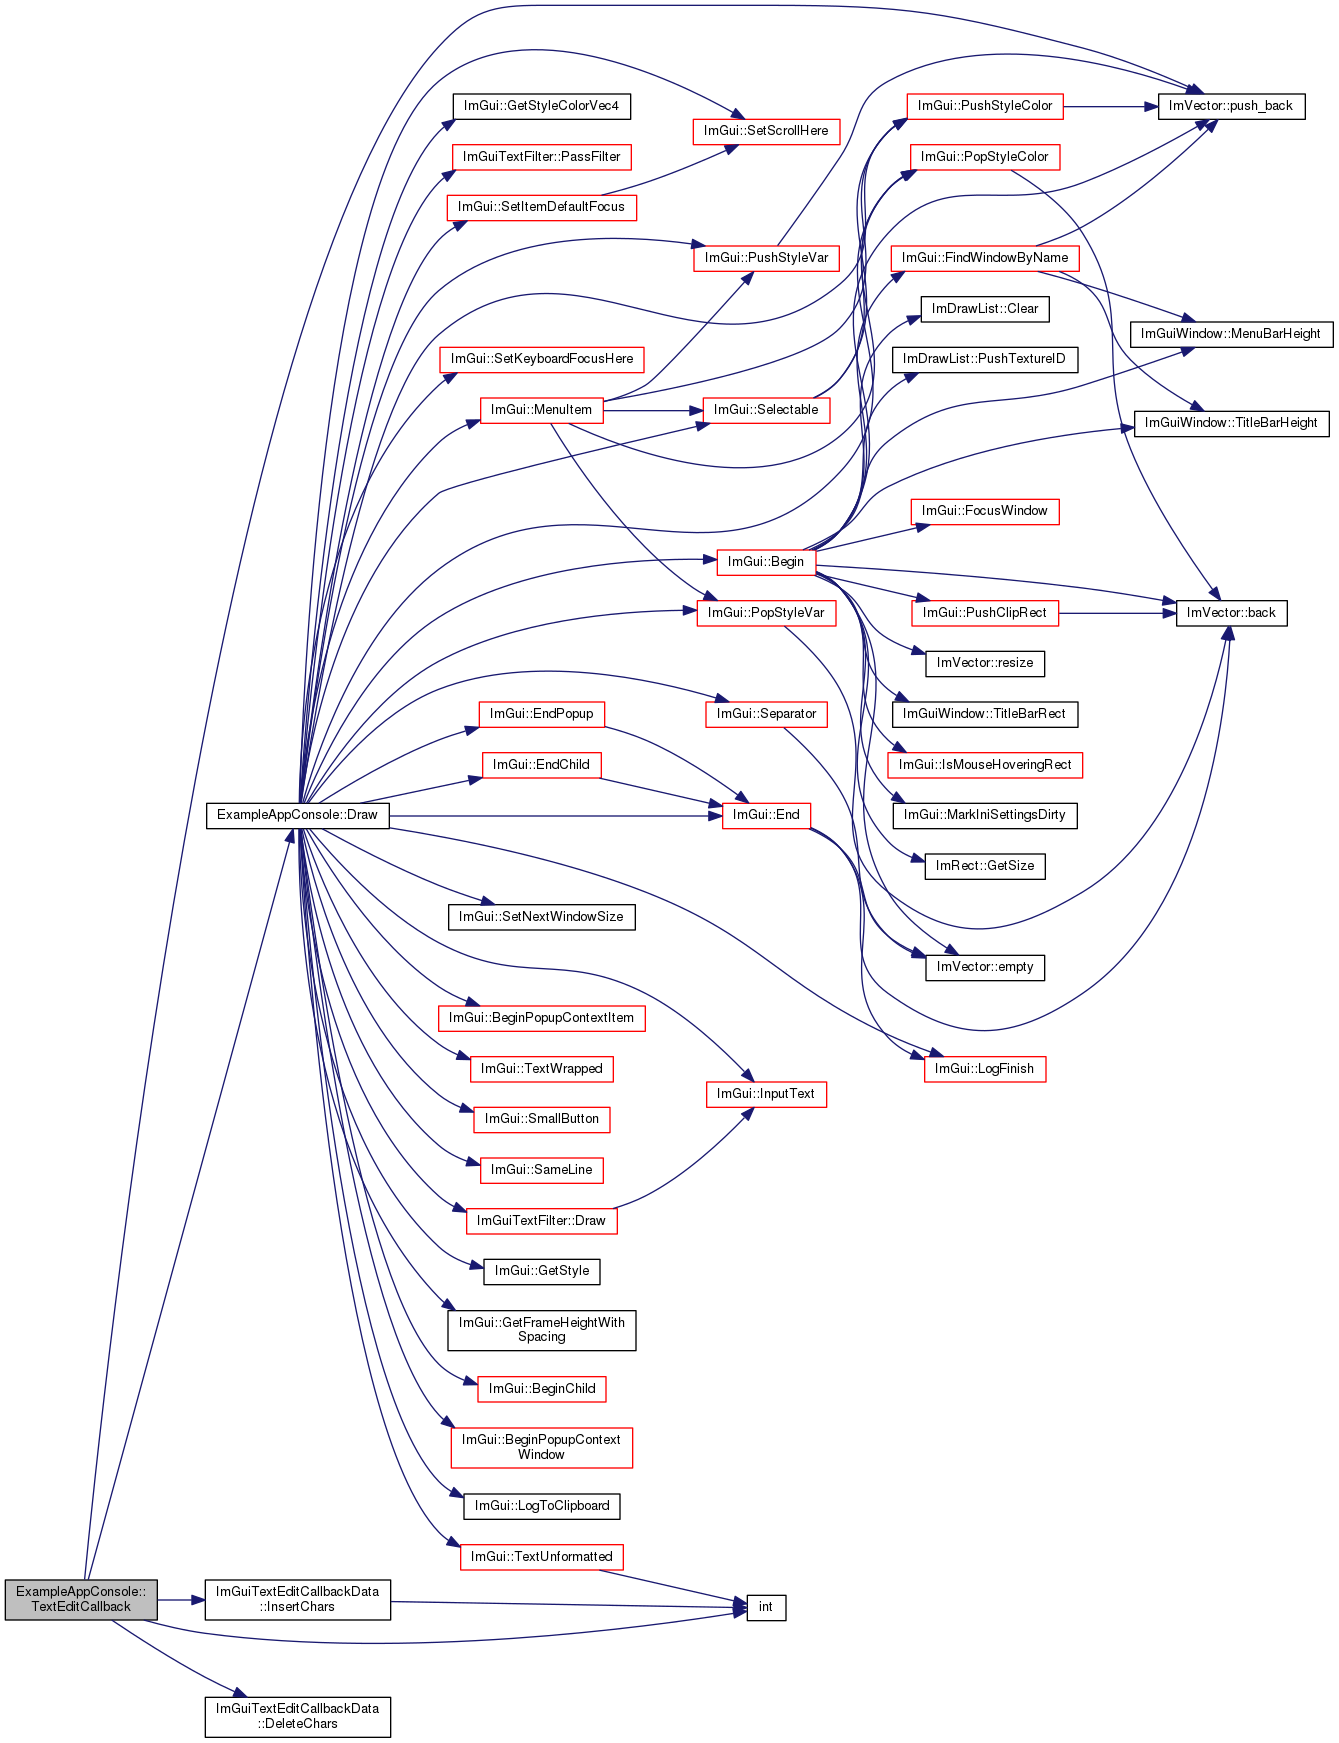 ImGui::GetStyleColorVec4
ImGuiTextFilter::PassFilter
ImGui::SetItemDefaultFocus
ImGui::SetKeyboardFocusHere
ImGui::MenuItem
ImGui::EndPopup
ImGui::EndChild
ExampleAppConsole::Draw
ImGui::SetNextWindowSize
ImGui::BeginPopupContextItem
ImGui::TextWrapped
ImGui::SmallButton
ImGui::SameLine
ImGuiTextFilter::Draw
ImGui::GetStyle
ImGui::GetFrameHeightWith
Spacing
ImGui::BeginChild
ImGui::BeginPopupContext
Window
ImGui::LogToClipboard
ImGui::TextUnformatted
ExampleAppConsole::
TextEditCallback
ImGuiTextEditCallbackData
::InsertChars
ImGuiTextEditCallbackData
::DeleteChars
ImGui::SetScrollHere
ImGui::PushStyleVar
ImGui::Selectable
ImGui::Begin
ImGui::PopStyleVar
ImGui::Separator
ImGui::End
ImGui::InputText
int
ImGui::PushStyleColor
ImGui::PopStyleColor
ImGui::FindWindowByName
ImDrawList::Clear
ImDrawList::PushTextureID
ImGui::FocusWindow
ImGui::PushClipRect
ImVector::resize
ImGuiWindow::TitleBarRect
ImGui::IsMouseHoveringRect
ImGui::MarkIniSettingsDirty
ImRect::GetSize
ImVector::empty
ImGui::LogFinish
ImVector::push_back
ImGuiWindow::MenuBarHeight
ImGuiWindow::TitleBarHeight
ImVector::back